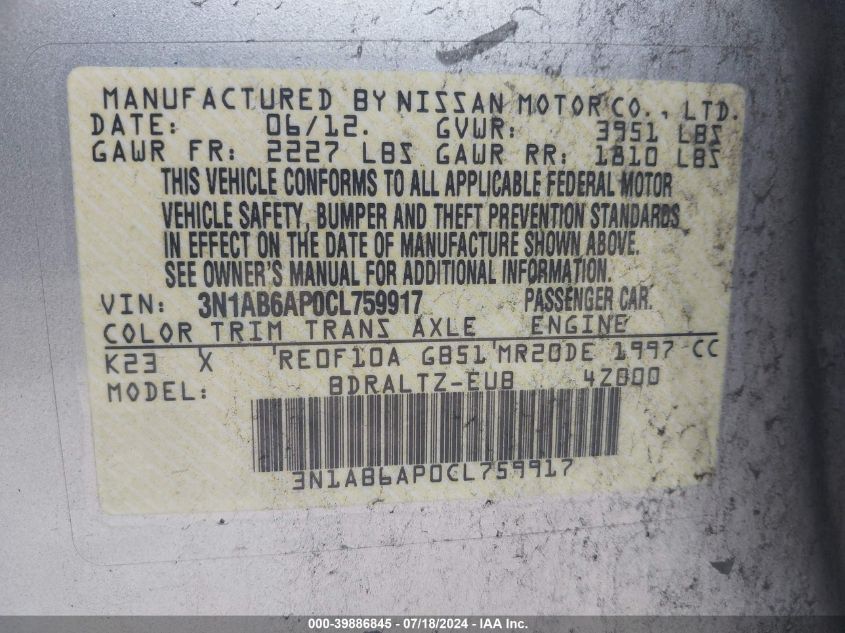 MANUFACTURED BY NISSAN MOTOR CO., LTD.
DATE: 06/12. GVWR: 3951 LBS
GAWR FR: 2227 LBS GAWR RR: 1810 LBS
THIS VEHICLE CONFORMS TO ALL APPLICABLE FEDERAL MOTOR
VEHICLE SAFETY, BUMPER AND THEFT PREVENTION STANDARDS
IN EFFECT ON THE DATE OF MANUFACTURE SHOWN ABOVE.
SEE OWNER'S MANUAL FOR ADDITIONAL INFORMATION.
VIN: 3N1AB6AP0CL759917 PASSENGER CAR.
COLOR TRIM TRANS AXLE ENGINE
K23 X RE0F10A GB51 MR20DE 1997 CC
MODEL: BDRALTZ-EUB 42000
3N1AB6AP0CL759917
000-39886845 - 07/18/2024 - IAA Inc.